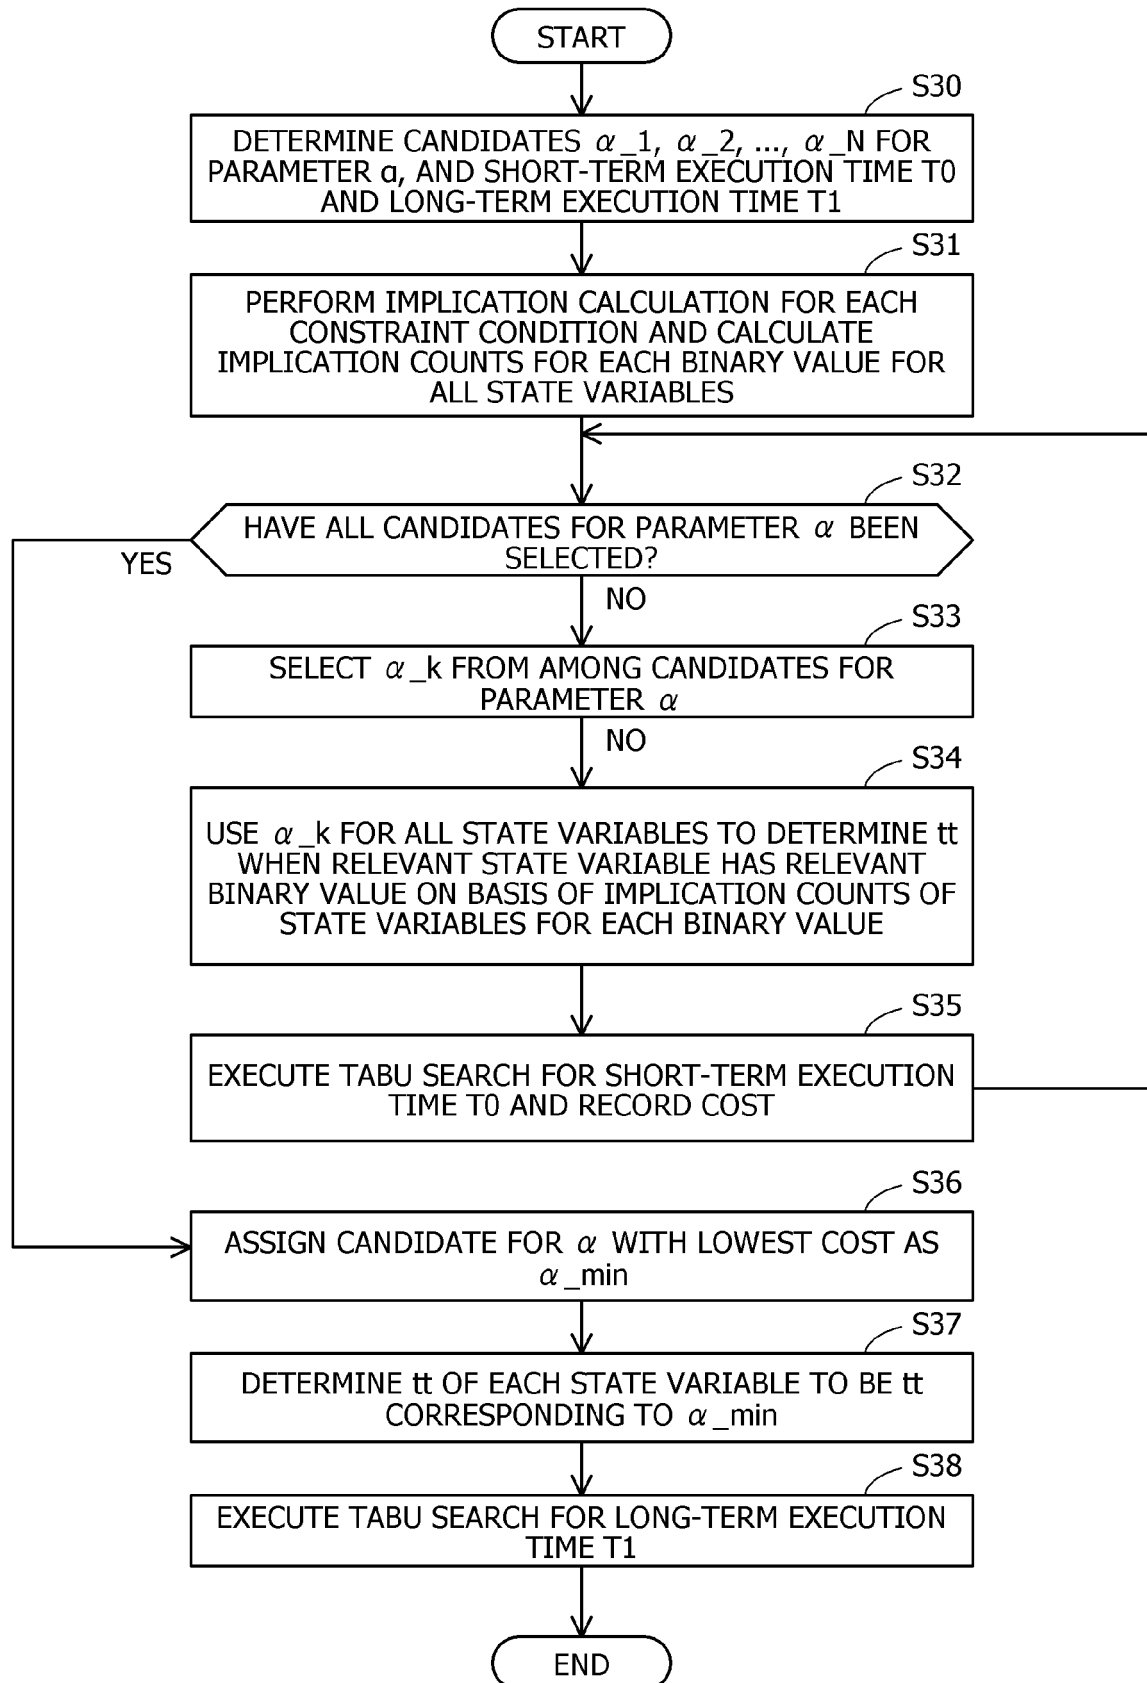 START
S30
DETERMINE CANDIDATES α_1, α_2, ..., α_N FOR
PARAMETER a, AND SHORT-TERM EXECUTION TIME T0
AND LONG-TERM EXECUTION TIME T1
S31
PERFORM IMPLICATION CALCULATION FOR EACH
CONSTRAINT CONDITION AND CALCULATE
IMPLICATION COUNTS FOR EACH BINARY VALUE FOR
ALL STATE VARIABLES
S32
HAVE ALL CANDIDATES FOR PARAMETER α BEEN
SELECTED?
YES
NO
S33
SELECT α_k FROM AMONG CANDIDATES FOR
PARAMETER α
NO
S34
USE α_k FOR ALL STATE VARIABLES TO DETERMINE tt
WHEN RELEVANT STATE VARIABLE HAS RELEVANT
BINARY VALUE ON BASIS OF IMPLICATION COUNTS OF
STATE VARIABLES FOR EACH BINARY VALUE
S35
EXECUTE TABU SEARCH FOR SHORT-TERM EXECUTION
TIME T0 AND RECORD COST
S36
ASSIGN CANDIDATE FOR α WITH LOWEST COST AS
α_min
S37
DETERMINE tt OF EACH STATE VARIABLE TO BE tt
CORRESPONDING TO α_min
S38
EXECUTE TABU SEARCH FOR LONG-TERM EXECUTION
TIME T1
END